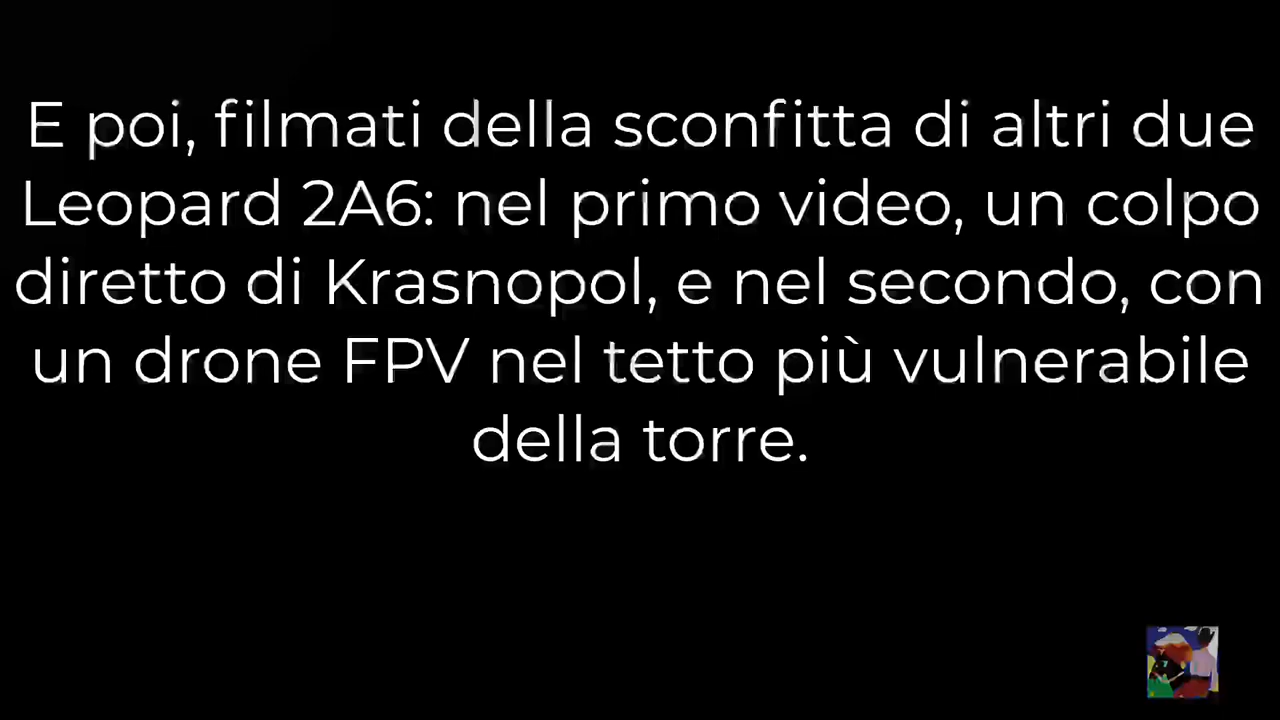 E poi, filmati della sconfitta di altri due
Leopard 2A6: nel primo video, un colpo
diretto di Krasnopol, e nel secondo, con
un drone FPV nel tetto più vulnerabile
della torre.